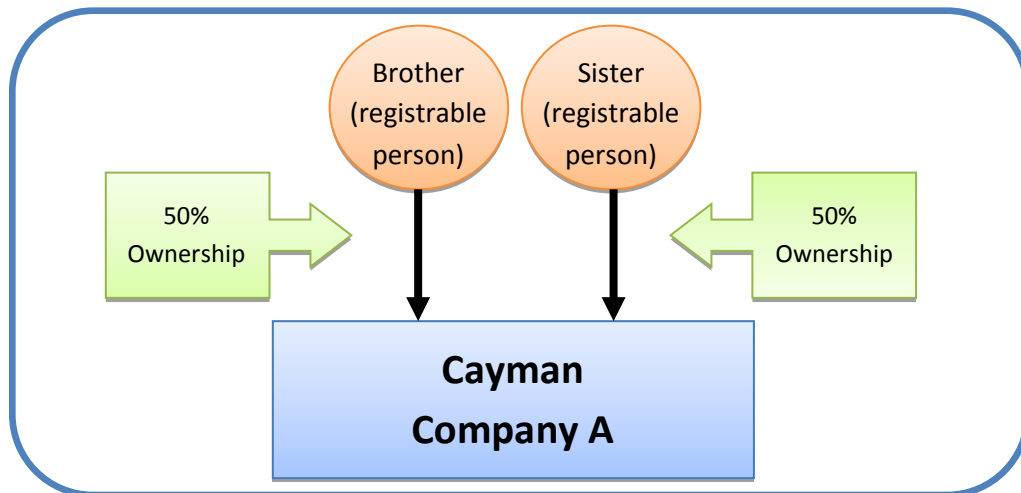 Brother
(registrable
person)
Sister
(registrable
person)
50%
Ownership
50%
Ownership
Cayman
Company A